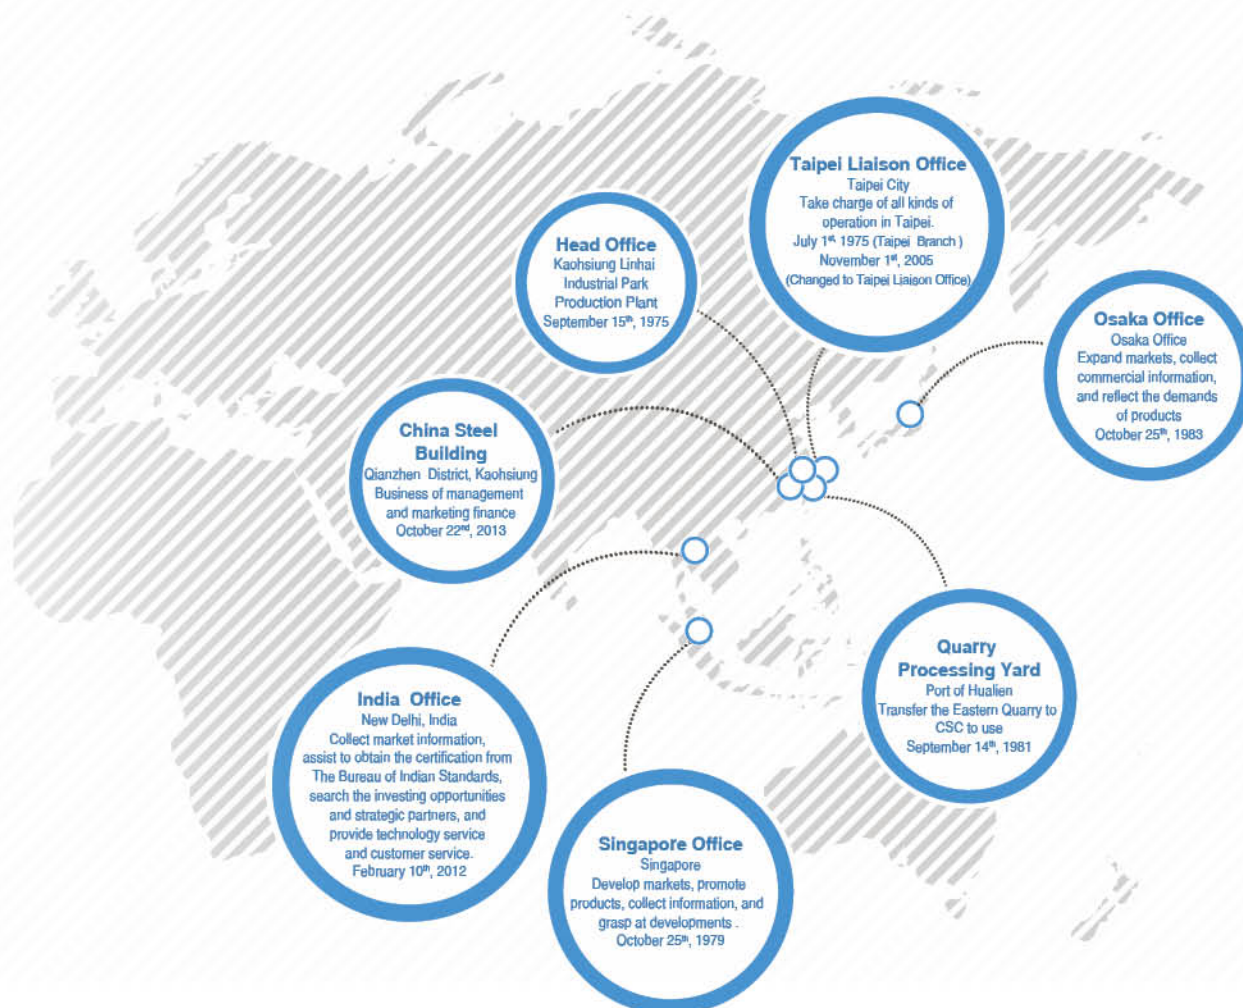 Taipei Liaison Office
Taipei City
Take charge of all kinds of
operation in Taipei.
July 1st, 1975 (Taipei Branch )
November 1st, 2005
(Changed to Taipei Liaison Office)
Head Office
Kaohsiung Linhai
Industrial Park
Production Plant
September 15th, 1975
Osaka Office
Osaka Office
Expand markets, collect
commercial information,
and reflect the demands
of products
October 25th, 1983
China Steel
Building
Qianzhen District, Kaohsiung
Business of management
and marketing finance
October 22nd, 2013
Quarry
Processing Yard
Port of Hualien
Transfer the Eastern Quarry to
CSC to use
September 14th, 1981
India Office
New Delhi, India
Collect market information,
assist to obtain the certification from
The Bureau of Indian Standards,
search the investing opportunities
and strategic partners, and
provide technology service
and customer service.
February 10th, 2012
Singapore Office
Singapore
Develop markets, promote
products, collect information, and
grasp at developments .
October 25th, 1979